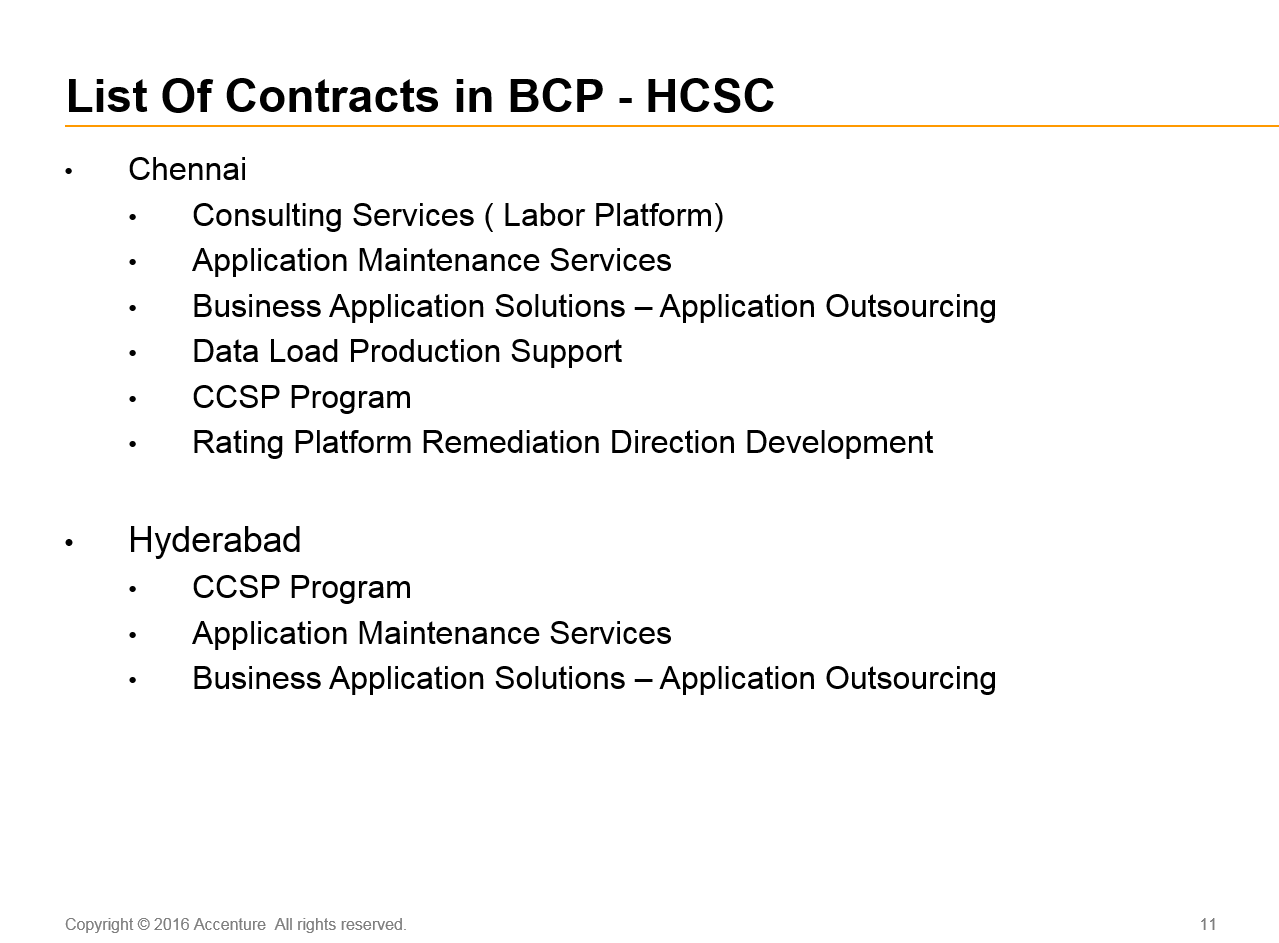 List Of Contracts in BCP - HCSC
• Chennai
• Consulting Services ( Labor Platform)
• Application Maintenance Services
• Business Application Solutions – Application Outsourcing
• Data Load Production Support
• CCSP Program
• Rating Platform Remediation Direction Development
• Hyderabad
• CCSP Program
• Application Maintenance Services
• Business Application Solutions – Application Outsourcing
Copyright © 2016 Accenture  All rights reserved. 11